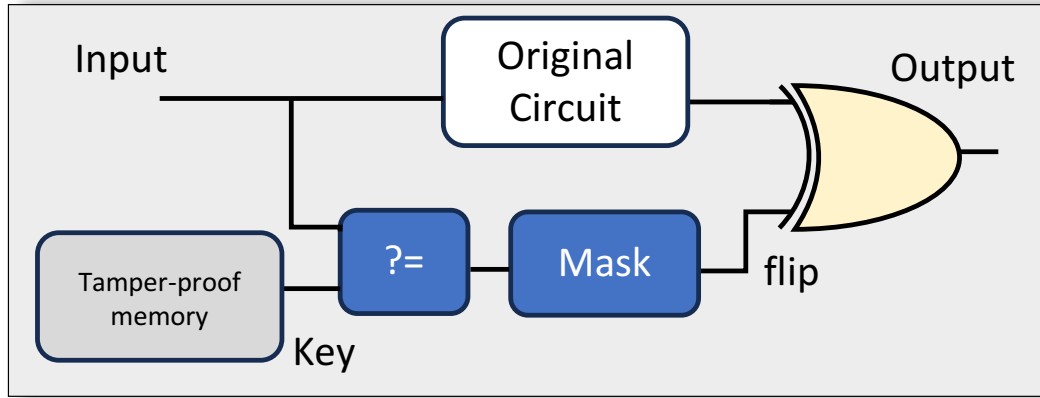 Input
Original
Circuit
Output
?=
Mask
flip
Tamper-proof
memory
Key